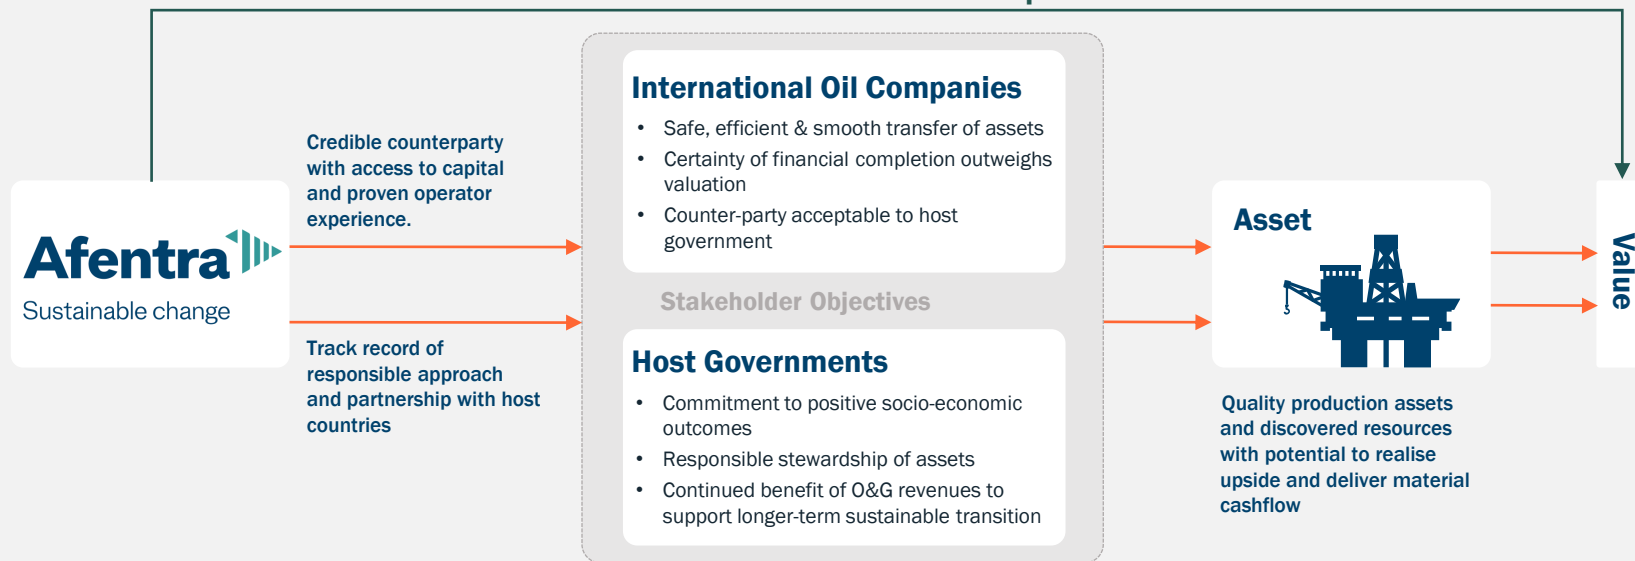 Credible counterparty
with access to capital
and proven operator
experience.
Afentra
Sustainable change
Track record of
responsible approach
and partnership with host
countries
International Oil Companies
• Safe, efficient & smooth transfer of assets
• Certainty of financial completion outweighs
valuation
• Counter-party acceptable to host
government
Stakeholder Objectives
Host Governments
• Commitment to positive socio-economic
outcomes
• Responsible stewardship of assets
• Continued benefit of O&G revenues to
support longer-term sustainable transition
Asset
Quality production assets
and discovered resources
with potential to realise
upside and deliver material
cashflow
Value